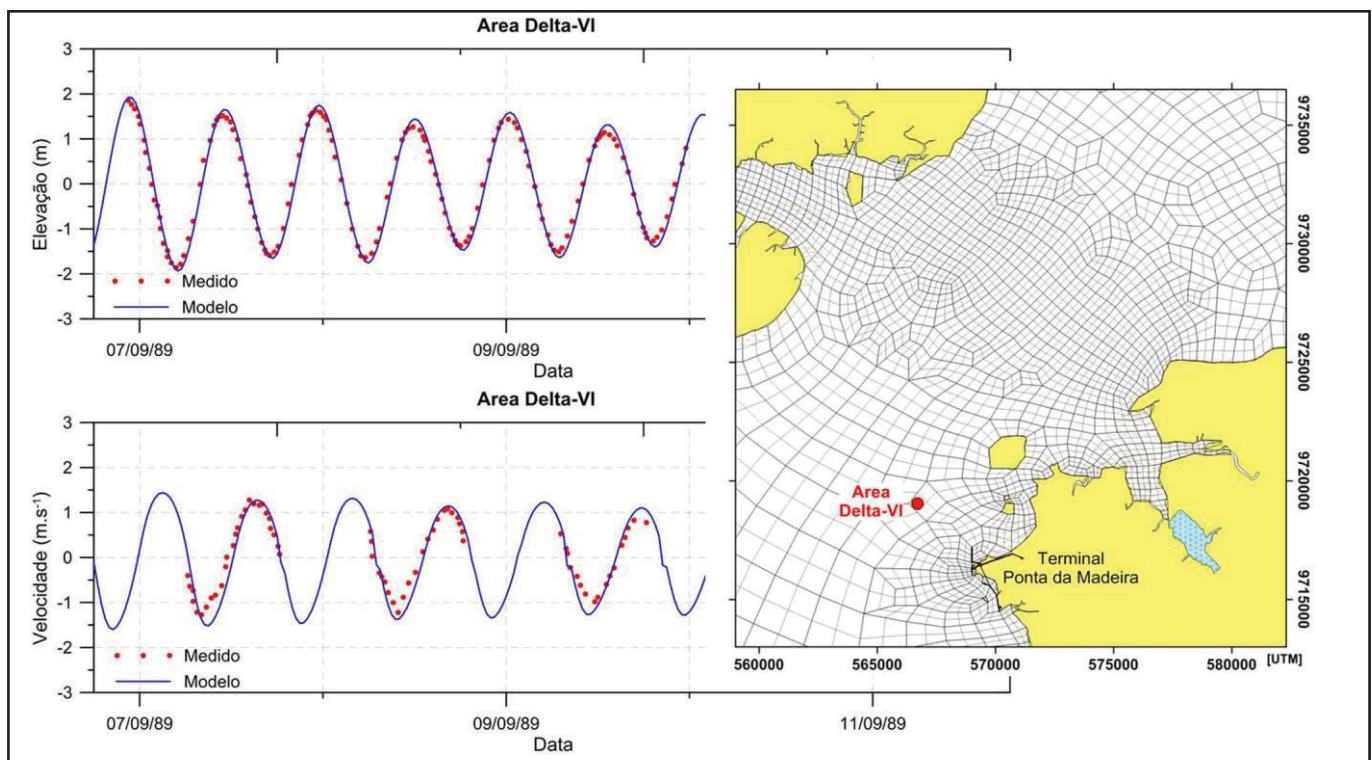 Area Delta-VI
3
2
1
0
-1
-2
-3
Elevação (m)
Medido
Modelo
07/09/89
09/09/89
Data
Area Delta-VI
3
2
1
0
-1
-2
-3
Velocidade (m.s⁻¹)
Medido
Modelo
07/09/89
09/09/89
11/09/89
Data
Area
Delta-VI
Terminal
Ponta da Madeira
9735000
9730000
9725000
9720000
9715000
560000
565000
570000
575000
580000
[UTM]